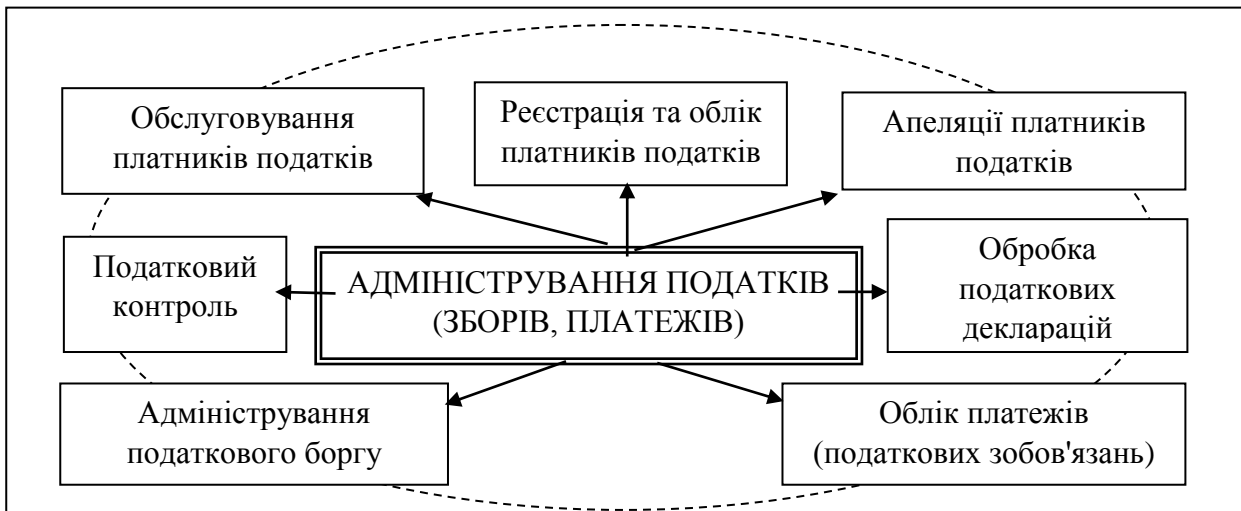 Обслуговування
платників податків
Реєстрація та облік
платників податків
Апеляції платників
податків
Податковий
контроль
АДМІНІСТРУВАННЯ ПОДАТКІВ
(ЗБОРІВ, ПЛАТЕЖІВ)
Обробка
податкових
декларацій
Адміністрування
податкового боргу
Облік платежів
(податкових зобов'язань)